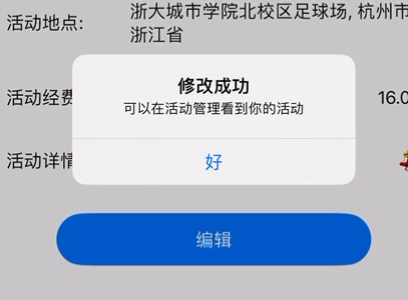 浙大城市学院北校区足球场, 杭州市
活动地点:
浙江省
修改成功
可以在活动管理看到你的活动
活动经费
16.0
好
活动详情
编辑